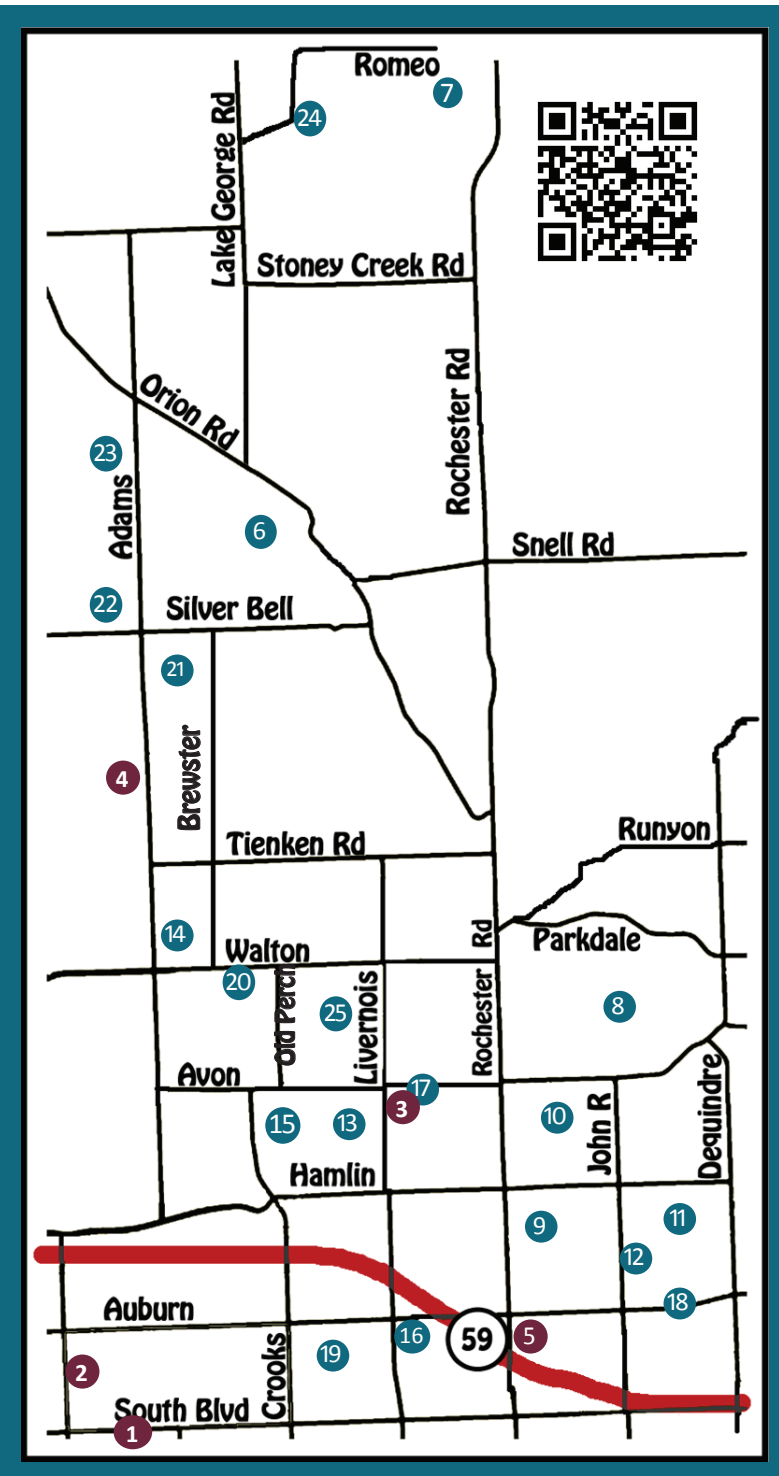 Romeo
7
24
Lake George Rd
Stoney Creek Rd
Orion Rd
Rochester Rd
23
Adams
6
Snell Rd
22
Silver Bell
21
Brewster
4
Tienken Rd
Runyon
14
Walton
Rd
Parkdale
20
Old Perch
25
Livernois
Rochester
8
Avon
17
3
15
13
10
John R
Dequindre
Hamlin
9
11
12
18
Auburn
16
59
5
19
2
Crooks
South Blvd
1